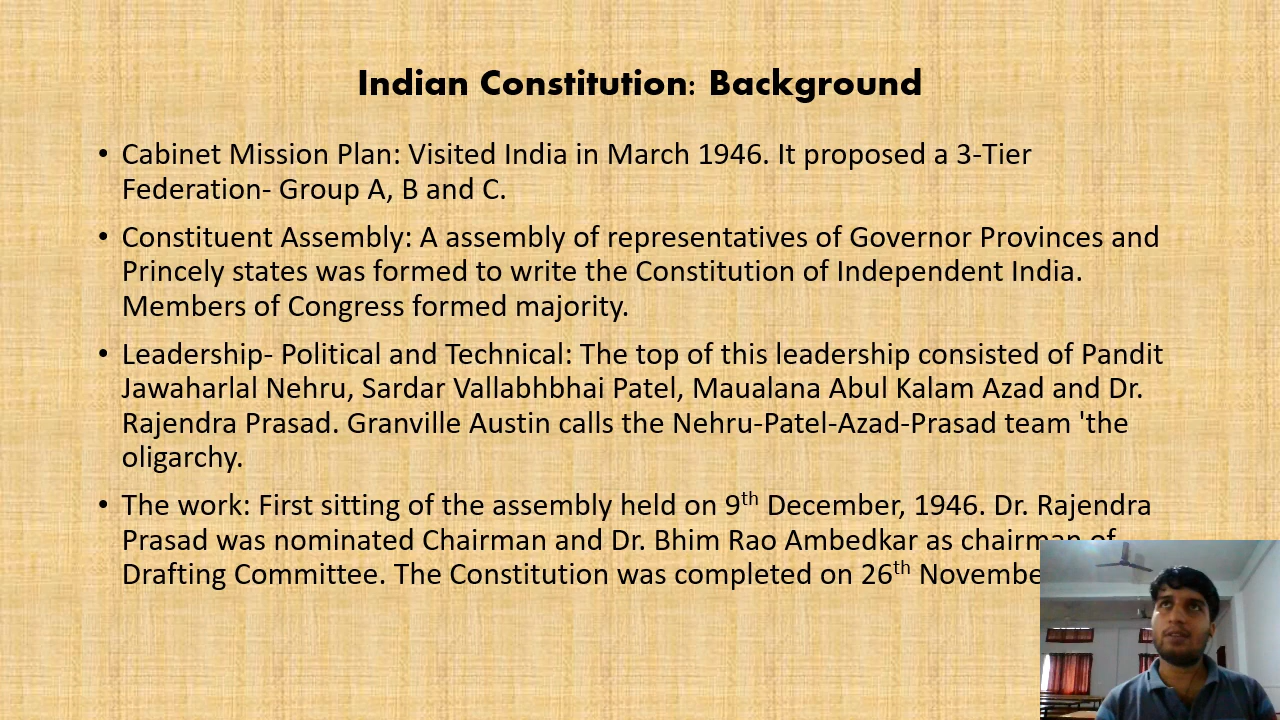 Indian Constitution: Background
• Cabinet Mission Plan: Visited India in March 1946. It proposed a 3-Tier
Federation- Group A, B and C.
• Constituent Assembly: A assembly of representatives of Governor Provinces and
Princely states was formed to write the Constitution of Independent India.
Members of Congress formed majority.
• Leadership- Political and Technical: The top of this leadership consisted of Pandit
Jawaharlal Nehru, Sardar Vallabhbhai Patel, Maualana Abul Kalam Azad and Dr.
Rajendra Prasad. Granville Austin calls the Nehru-Patel-Azad-Prasad team 'the
oligarchy.
• The work: First sitting of the assembly held on 9th December, 1946. Dr. Rajendra
Prasad was nominated Chairman and Dr. Bhim Rao Ambedkar as chairman of
Drafting Committee. The Constitution was completed on 26th